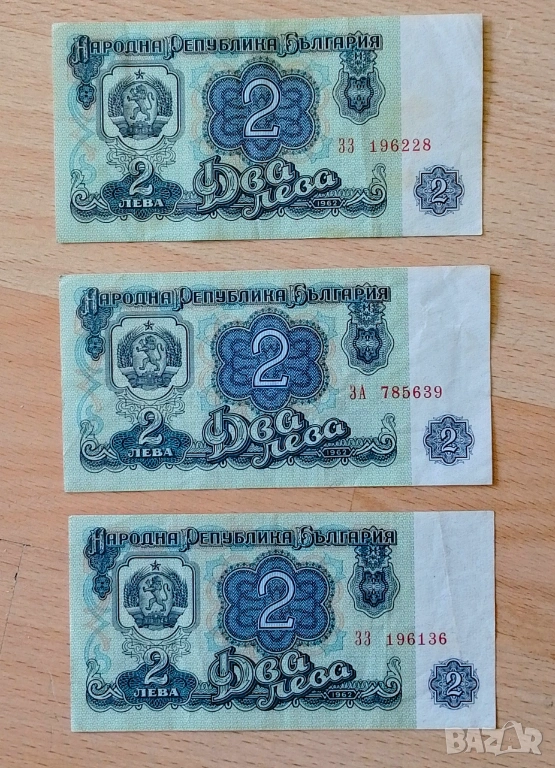 НАРОДНА РЕПУБЛИКА БЪЛГАРИЯ
2
ЗЗ 196228
2
ЛЕВА
Два
лева
1962
2
НАРОДНА РЕПУБЛИКА БЪЛГАРИЯ
2
ЗА 785639
2
ЛЕВА
Два
лева
1962
2
НАРОДНА РЕПУБЛИКА БЪЛГАРИЯ
2
ЗЗ 196136
2
ЛЕВА
Два
лева
1962
2
BAZAR